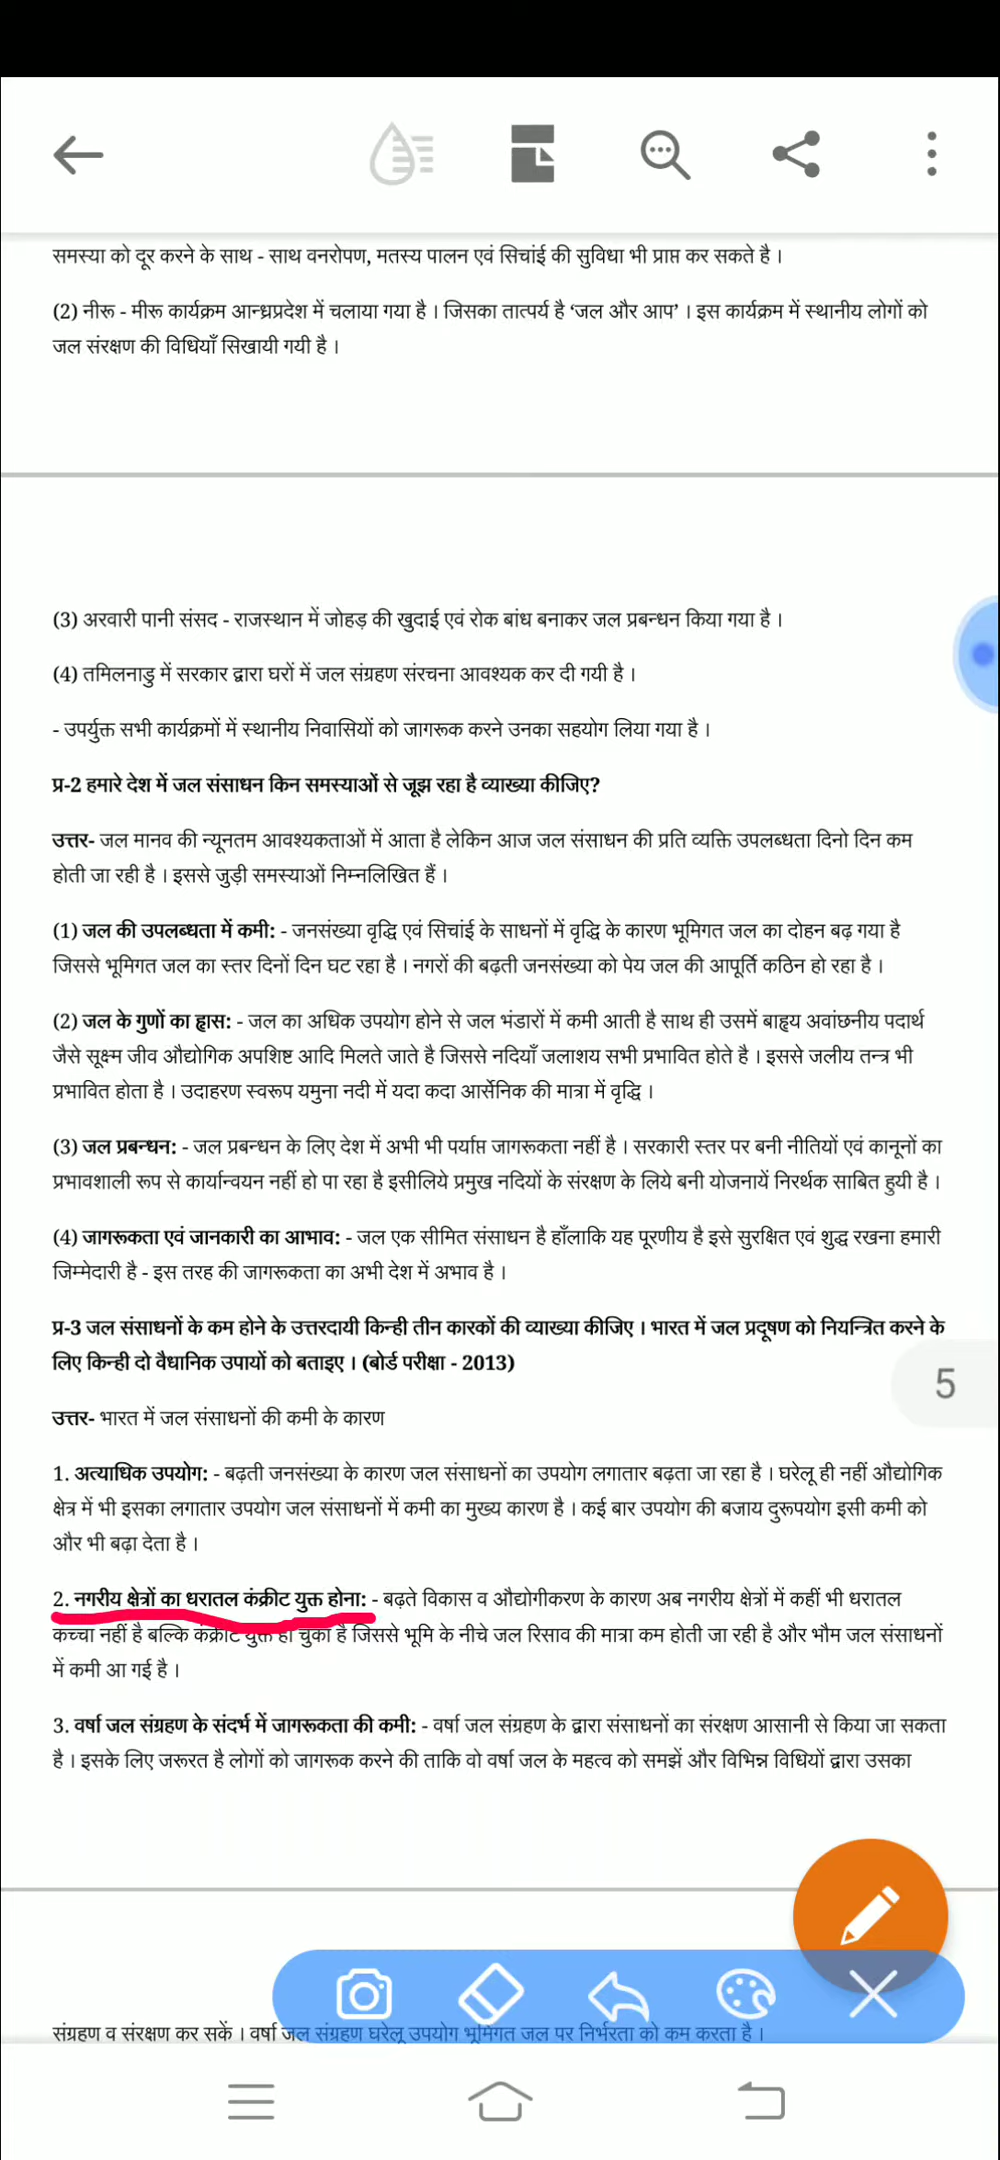 समस्या को दूर करने के साथ - साथ वनरोपण, मतस्य पालन एवं सिचांई की सुविधा भी प्राप्त कर सकते है ।
(2) नीरू - मीरू कार्यक्रम आन्ध्रप्रदेश में चलाया गया है । जिसका तात्पर्य है ‘जल और आप’ । इस कार्यक्रम में स्थानीय लोगों को
जल संरक्षण की विधियाँ सिखायी गयी है ।
(3) अरवारी पानी संसद - राजस्थान में जोहड़ की खुदाई एवं रोक बांध बनाकर जल प्रबन्धन किया गया है ।
(4) तमिलनाडु में सरकार द्वारा घरों में जल संग्रहण संरचना आवश्यक कर दी गयी है ।
- उपर्युक्त सभी कार्यक्रमों में स्थानीय निवासियों को जागरूक करने उनका सहयोग लिया गया है ।
प्र-2 हमारे देश में जल संसाधन किन समस्याओं से जूझ रहा है व्याख्या कीजिए?
उत्तर- जल मानव की न्यूनतम आवश्यकताओं में आता है लेकिन आज जल संसाधन की प्रति व्यक्ति उपलब्धता दिनो दिन कम
होती जा रही है । इससे जुड़ी समस्याओं निम्नलिखित हैं ।
(1) जल की उपलब्धता में कमी: - जनसंख्या वृद्धि एवं सिचांई के साधनों में वृद्धि के कारण भूमिगत जल का दोहन बढ़ गया है
जिससे भूमिगत जल का स्तर दिनों दिन घट रहा है । नगरों की बढ़ती जनसंख्या को पेय जल की आपूर्ति कठिन हो रहा है ।
(2) जल के गुणों का ह्रास: - जल का अधिक उपयोग होने से जल भंडारों में कमी आती है साथ ही उसमें बाहृय अवांछनीय पदार्थ
जैसे सूक्ष्म जीव औद्योगिक अपशिष्ट आदि मिलते जाते है जिससे नदियाँ जलाशय सभी प्रभावित होते है । इससे जलीय तन्त्र भी
प्रभावित होता है । उदाहरण स्वरूप यमुना नदी में यदा कदा आर्सेनिक की मात्रा में वृद्धि ।
(3) जल प्रबन्धन: - जल प्रबन्धन के लिए देश में अभी भी पर्याप्त जागरूकता नहीं है । सरकारी स्तर पर बनी नीतियों एवं कानूनों का
प्रभावशाली रूप से कार्यान्वयन नहीं हो पा रहा है इसीलिये प्रमुख नदियों के संरक्षण के लिये बनी योजनायें निरर्थक साबित हुयी है ।
(4) जागरूकता एवं जानकारी का आभाव: - जल एक सीमित संसाधन है हाँलाकि यह पूरणीय है इसे सुरक्षित एवं शुद्ध रखना हमारी
जिम्मेदारी है - इस तरह की जागरूकता का अभी देश में अभाव है ।
प्र-3 जल संसाधनों के कम होने के उत्तरदायी किन्ही तीन कारकों की व्याख्या कीजिए । भारत में जल प्रदूषण को नियन्त्रित करने के
लिए किन्ही दो वैधानिक उपायों को बताइए । (बोर्ड परीक्षा - 2013)
5
उत्तर- भारत में जल संसाधनों की कमी के कारण
1. अत्याधिक उपयोग: - बढ़ती जनसंख्या के कारण जल संसाधनों का उपयोग लगातार बढ़ता जा रहा है । घरेलू ही नहीं औद्योगिक
क्षेत्र में भी इसका लगातार उपयोग जल संसाधनों में कमी का मुख्य कारण है । कई बार उपयोग की बजाय दुरूपयोग इसी कमी को
और भी बढ़ा देता है ।
2. नगरीय क्षेत्रों का धरातल कंक्रीट युक्त होना: - बढ़ते विकास व औद्योगीकरण के कारण अब नगरीय क्षेत्रों में कहीं भी धरातल
कच्चा नहीं है बल्कि कंक्रीट युक्त हो चुका है जिससे भूमि के नीचे जल रिसाव की मात्रा कम होती जा रही है और भौम जल संसाधनों
में कमी आ गई है ।
3. वर्षा जल संग्रहण के संदर्भ में जागरूकता की कमी: - वर्षा जल संग्रहण के द्वारा संसाधनों का संरक्षण आसानी से किया जा सकता
है । इसके लिए जरूरत है लोगों को जागरूक करने की ताकि वो वर्षा जल के महत्व को समझें और विभिन्न विधियों द्वारा उसका
संग्रहण व संरक्षण कर सकें । वर्षा जल संग्रहण घरेलू उपयोग भूमिगत जल पर निर्भरता को कम करता है ।